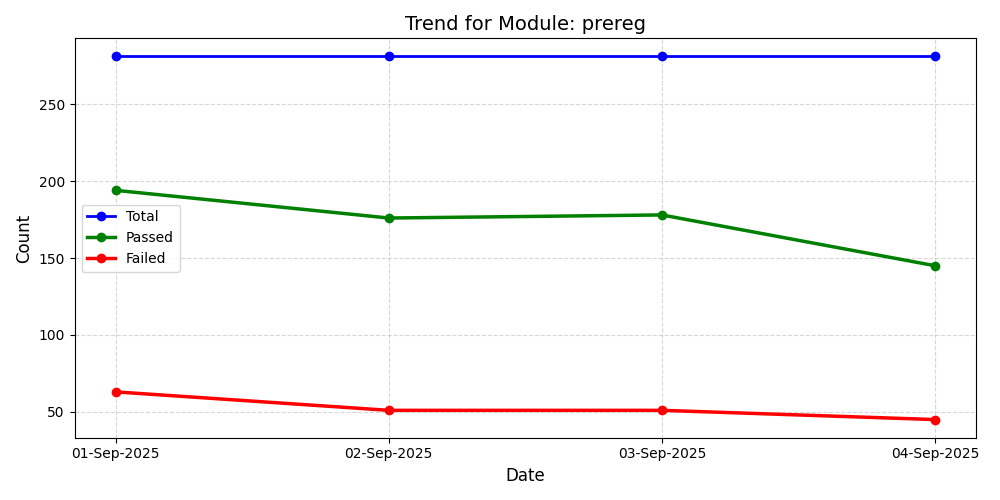 Trend for Module: prereg
Count
250
200
150
100
50
Total
Passed
Failed
01-Sep-2025
02-Sep-2025
03-Sep-2025
04-Sep-2025
Date